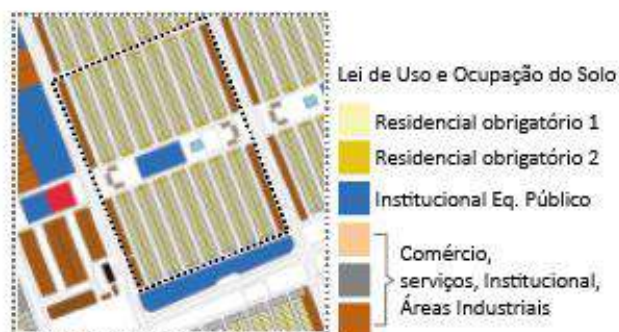 Lei de Uso e Ocupação do Solo
Residencial obrigatório 1
Residencial obrigatório 2
Institucional Eq. Público
Comércio,
serviços, Institucional,
Áreas Industriais